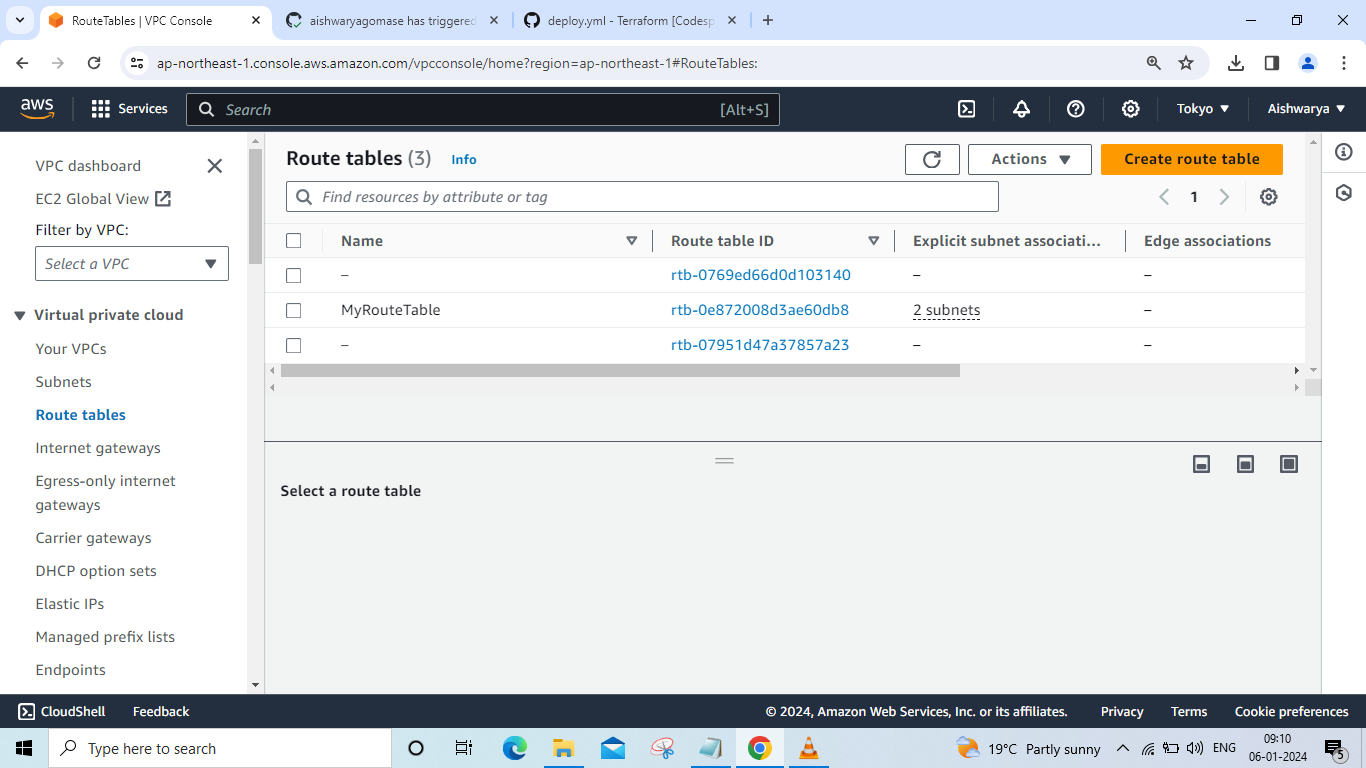 RouteTables | VPC Console
aishwaryagomase has triggered
deploy.yml - Terraform [Codesp
ap-northeast-1.console.aws.amazon.com/vpcconsole/home?region=ap-northeast-1#RouteTables:
aws
Services
Search
[Alt+S]
Tokyo
Aishwarya
VPC dashboard
EC2 Global View
Filter by VPC:
Select a VPC
Virtual private cloud
Your VPCs
Subnets
Route tables
Internet gateways
Egress-only internet
gateways
Carrier gateways
DHCP option sets
Elastic IPs
Managed prefix lists
Endpoints
Route tables (3) Info
Actions
Create route table
Find resources by attribute or tag
1
Name Route table ID Explicit subnet associati... Edge associations
– rtb-0769ed66d0d103140 – –
MyRouteTable rtb-0e872008d3ae60db8 2 subnets –
– rtb-07951d47a37857a23 – –
Select a route table
CloudShell Feedback
© 2024, Amazon Web Services, Inc. or its affiliates. Privacy Terms Cookie preferences
Type here to search
19°C Partly sunny
ENG
09:10
06-01-2024
5